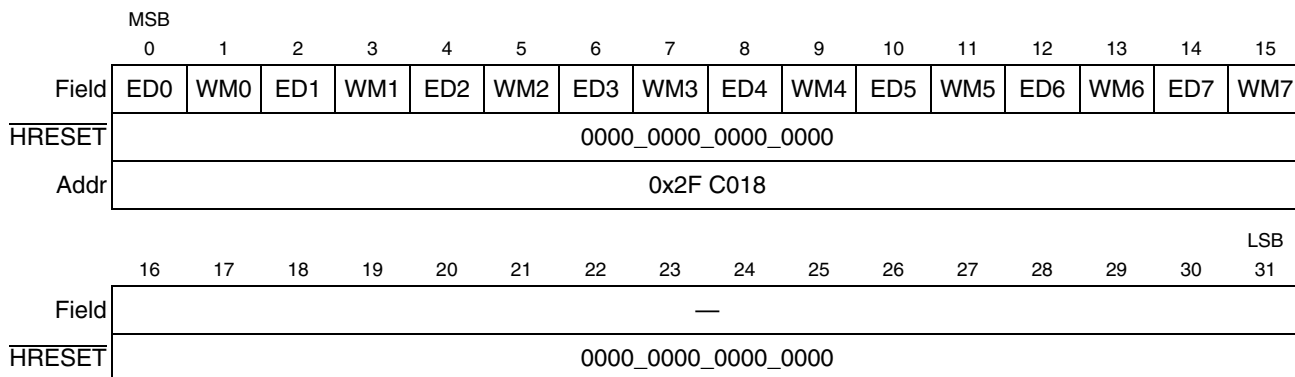 MSB
0 1 2 3 4 5 6 7 8 9 10 11 12 13 14 15
Field ED0 WM0 ED1 WM1 ED2 WM2 ED3 WM3 ED4 WM4 ED5 WM5 ED6 WM6 ED7 WM7
HRESET 0000_0000_0000_0000
Addr 0x2F C018
LSB
16 17 18 19 20 21 22 23 24 25 26 27 28 29 30 31
Field —
HRESET 0000_0000_0000_0000